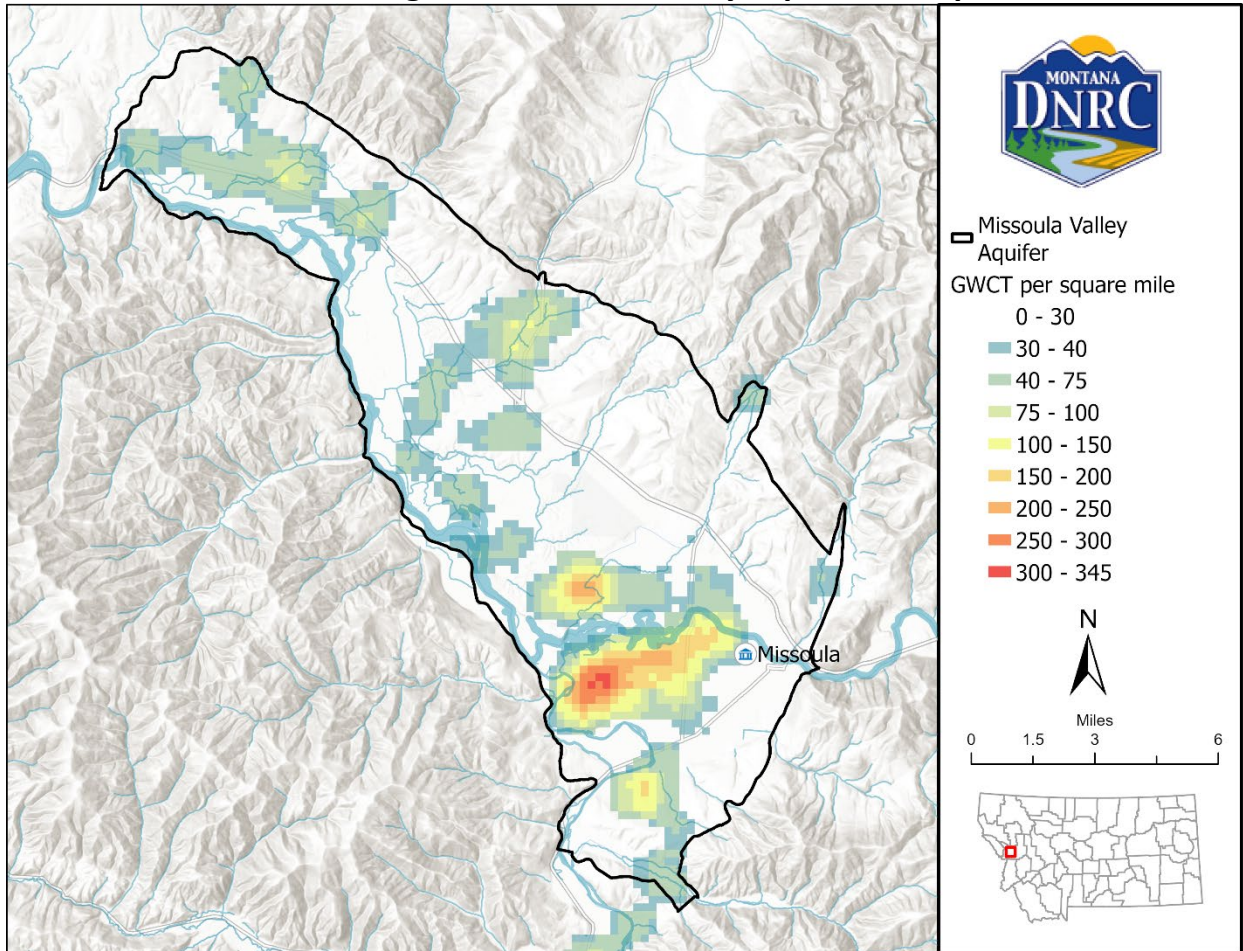 MONTANA
DNRC
Missoula Valley
Aquifer
GWCT per square mile
0 - 30
30 - 40
40 - 75
75 - 100
100 - 150
150 - 200
200 - 250
250 - 300
300 - 345
N
Miles
0 1.5 3 6
Missoula